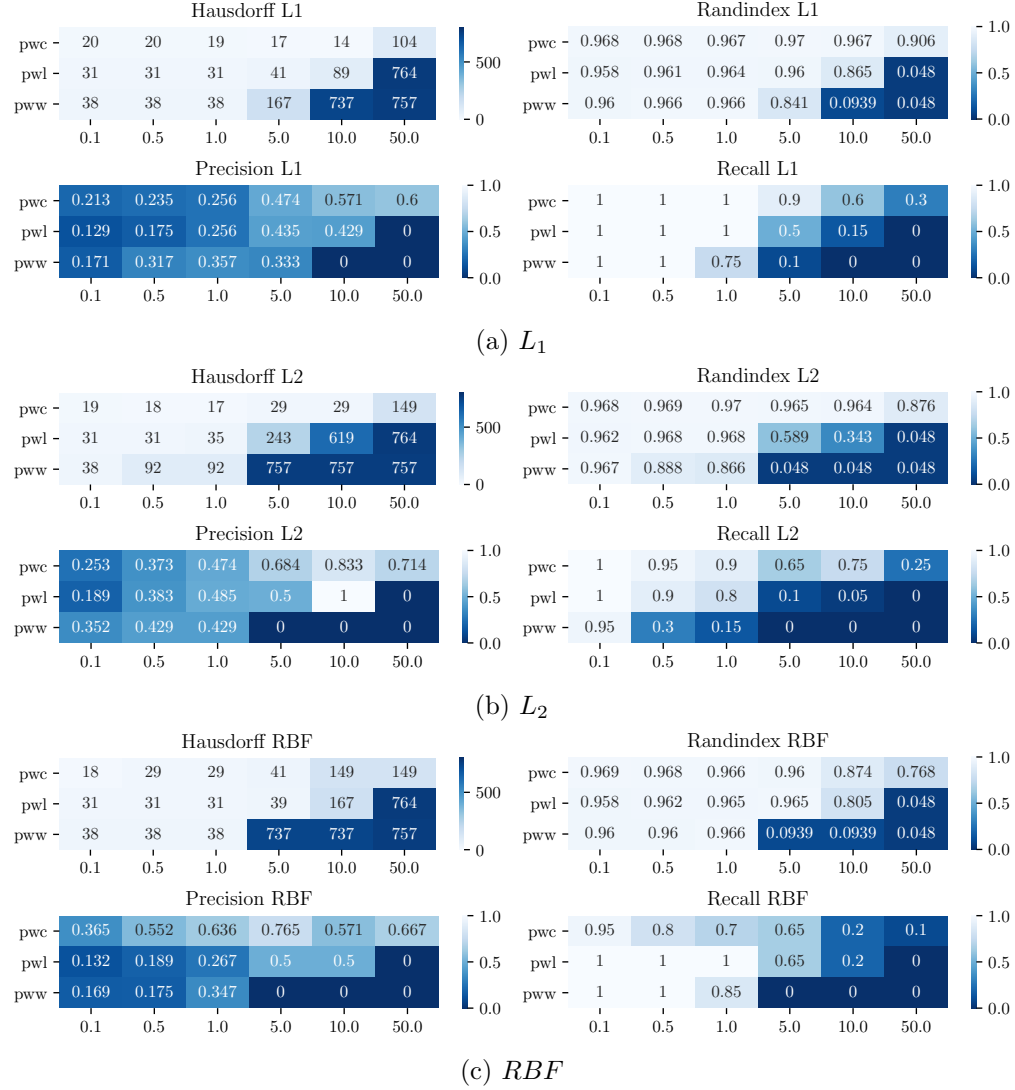 Hausdorff L1
pwc 20 20 19 17 14 104
pwl 31 31 31 41 89 764
pww 38 38 38 167 737 757
0.1 0.5 1.0 5.0 10.0 50.0
500
0
Randindex L1
0.968 0.968 0.967 0.97 0.967 0.906
0.958 0.961 0.964 0.96 0.865 0.048
0.96 0.966 0.966 0.841 0.0939 0.048
0.1 0.5 1.0 5.0 10.0 50.0
1.0
0.5
0.0
Precision L1
pwc 0.213 0.235 0.256 0.474 0.571 0.6
pwl 0.129 0.175 0.256 0.435 0.429 0
pww 0.171 0.317 0.357 0.333 0 0
0.1 0.5 1.0 5.0 10.0 50.0
1.0
0.5
0.0
Recall L1
pwc 1 1 1 0.9 0.6 0.3
pwl 1 1 1 0.5 0.15 0
pww 1 1 0.75 0.1 0 0
0.1 0.5 1.0 5.0 10.0 50.0
1.0
0.5
0.0
(a) L1
Hausdorff L2
pwc 19 18 17 29 29 149
pwl 31 31 35 243 619 764
pww 38 92 92 757 757 757
0.1 0.5 1.0 5.0 10.0 50.0
500
0
Randindex L2
pwc 0.968 0.969 0.97 0.965 0.964 0.876
pwl 0.962 0.968 0.968 0.589 0.343 0.048
pww 0.967 0.888 0.866 0.048 0.048 0.048
0.1 0.5 1.0 5.0 10.0 50.0
1.0
0.5
0.0
Precision L2
pwc 0.253 0.373 0.474 0.684 0.833 0.714
pwl 0.189 0.383 0.485 0.5 1 0
pww 0.352 0.429 0.429 0 0 0
0.1 0.5 1.0 5.0 10.0 50.0
1.0
0.5
0.0
Recall L2
pwc 1 0.95 0.9 0.65 0.75 0.25
pwl 1 0.9 0.8 0.1 0.05 0
pww 0.95 0.3 0.15 0 0 0
0.1 0.5 1.0 5.0 10.0 50.0
1.0
0.5
0.0
(b) L2
Hausdorff RBF
pwc 18 29 29 41 149 149
pwl 31 31 31 39 167 764
pww 38 38 38 737 737 757
0.1 0.5 1.0 5.0 10.0 50.0
500
0
Randindex RBF
pwc 0.969 0.968 0.966 0.96 0.874 0.768
pwl 0.958 0.962 0.965 0.965 0.805 0.048
pww 0.96 0.96 0.966 0.0939 0.0939 0.048
0.1 0.5 1.0 5.0 10.0 50.0
1.0
0.5
0.0
Precision RBF
pwc 0.365 0.552 0.636 0.765 0.571 0.667
pwl 0.132 0.189 0.267 0.5 0.5 0
pww 0.169 0.175 0.347 0 0 0
0.1 0.5 1.0 5.0 10.0 50.0
1.0
0.5
0.0
Recall RBF
pwc 0.95 0.8 0.7 0.65 0.2 0.1
pwl 1 1 1 0.65 0.2 0
pww 1 1 0.85 0 0 0
0.1 0.5 1.0 5.0 10.0 50.0
1.0
0.5
0.0
(c) RBF